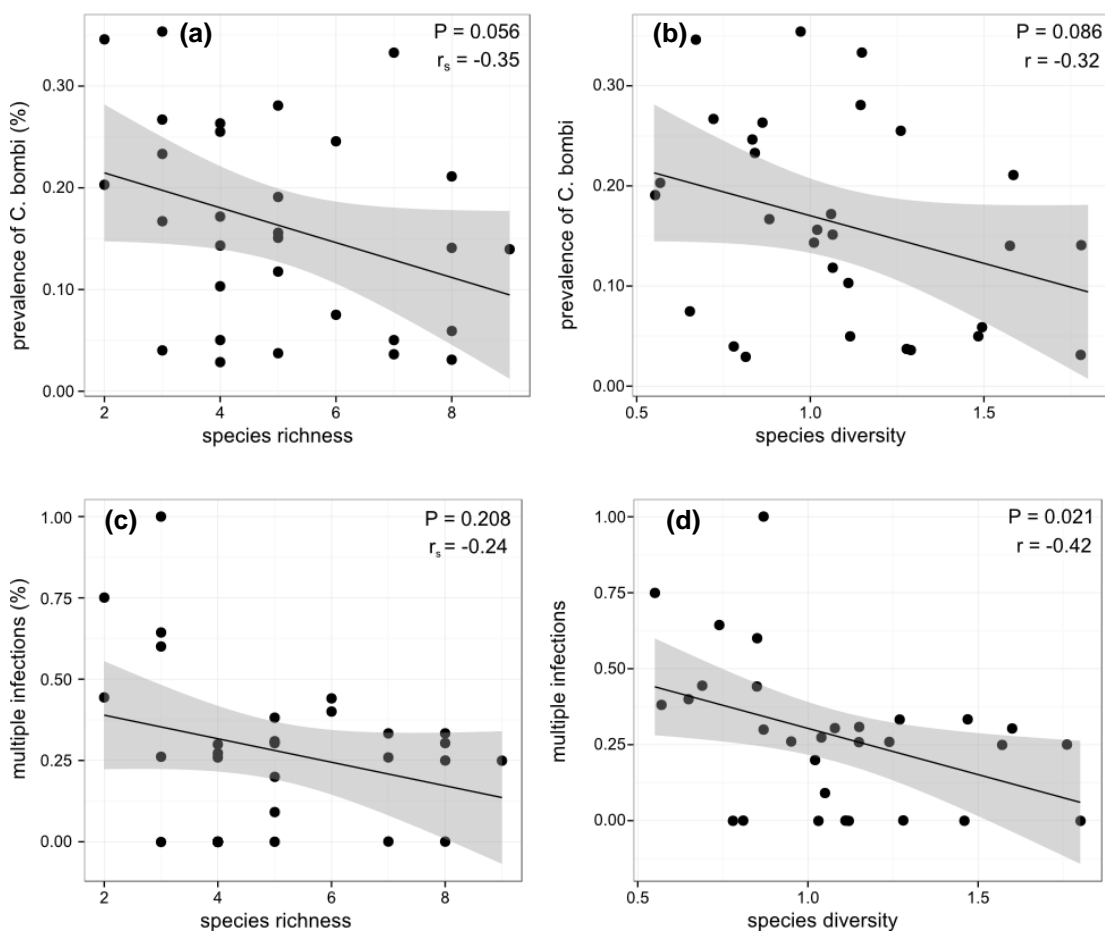 (a)
P = 0.056
rs = -0.35
prevalence of C. bombi (%)
0.30
0.20
0.10
0.00
2 4 6 8
species richness
(b)
P = 0.086
r = -0.32
prevalence of C. bombi
0.30
0.20
0.10
0.00
0.5 1.0 1.5
species diversity
(c)
P = 0.208
rs = -0.24
multiple infections (%)
1.00
0.75
0.50
0.25
0.00
2 4 6 8
species richness
(d)
P = 0.021
r = -0.42
multiple infections
1.00
0.75
0.50
0.25
0.00
0.5 1.0 1.5
species diversity